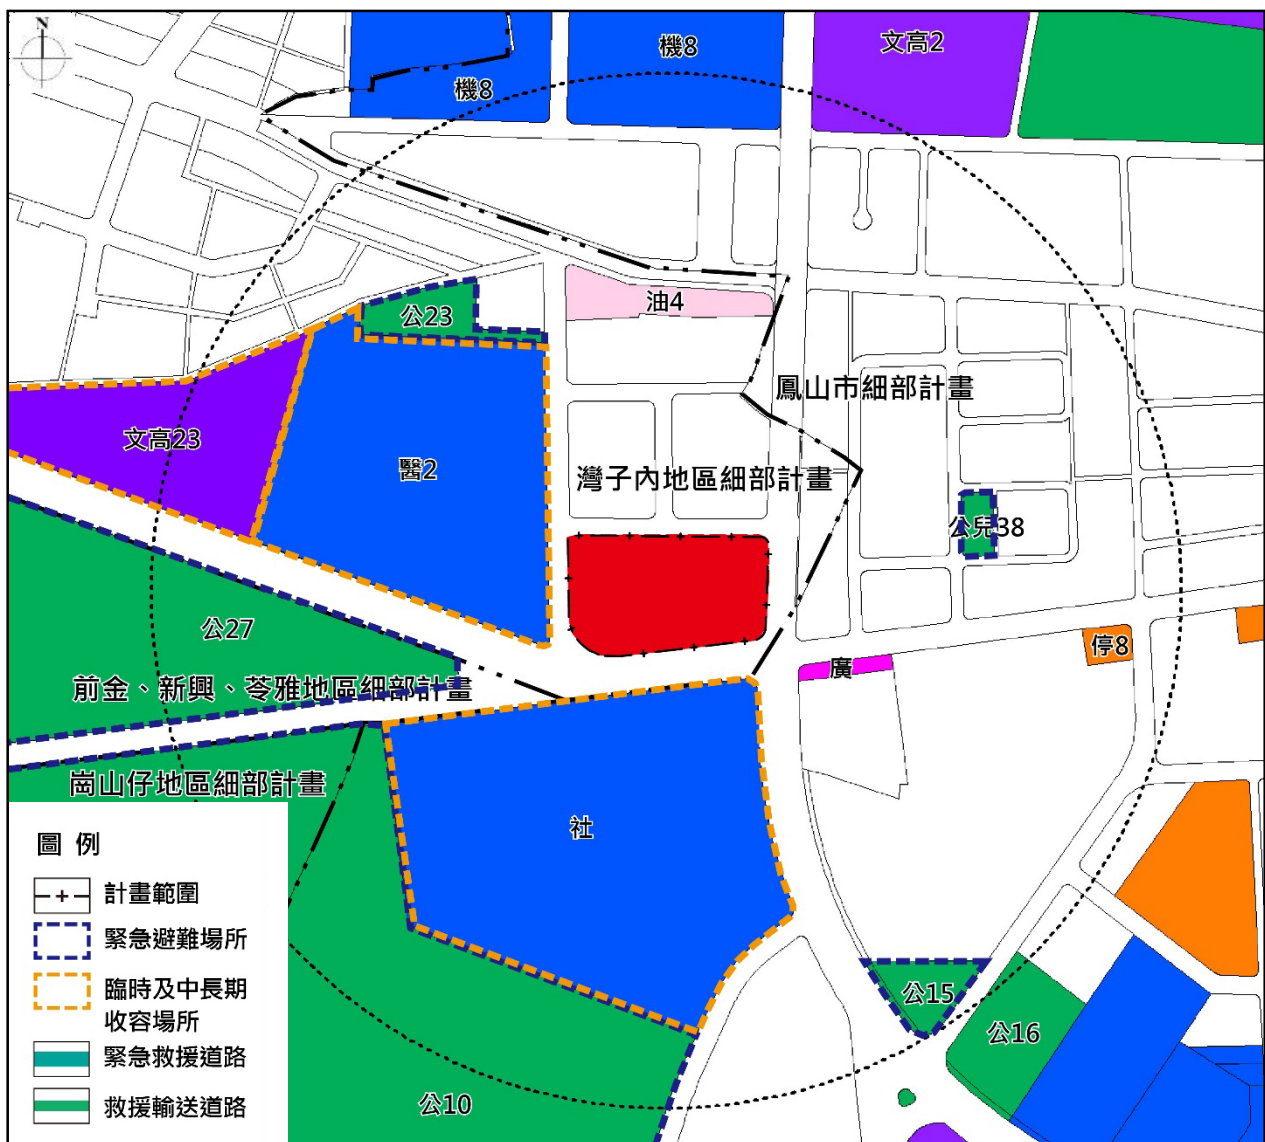 N
機8
文高2
機8
公23
油4
鳳山市細部計畫
文高23
醫2
灣子內地區細部計畫
公兒38
公27
停8
廣
前金、新興、苓雅地區細部計畫
崗山仔地區細部計畫
社
圖 例
計畫範圍
緊急避難場所
臨時及中長期
收容場所
緊急救援道路
救援輸送道路
公15
公16
公10